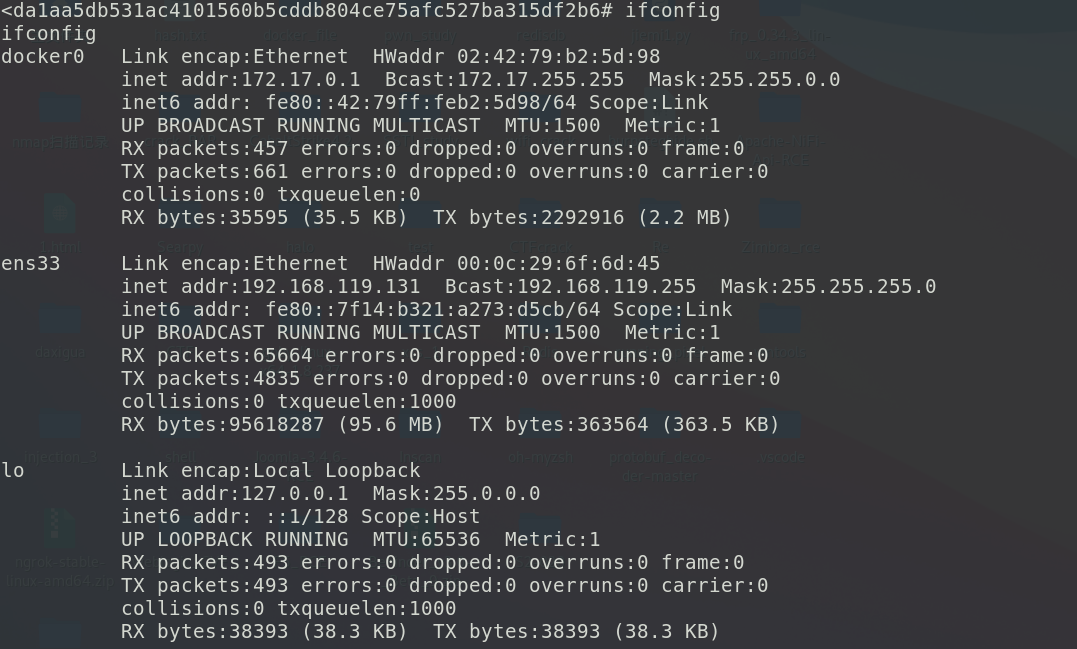 <da1aa5db531ac4101560b5cddb804ce75afc527ba315df2b6# ifconfig
ifconfig
docker0   Link encap:Ethernet  HWaddr 02:42:79:b2:5d:98
          inet addr:172.17.0.1  Bcast:172.17.255.255  Mask:255.255.0.0
          inet6 addr: fe80::42:79ff:feb2:5d98/64 Scope:Link
          UP BROADCAST RUNNING MULTICAST  MTU:1500  Metric:1
          RX packets:457 errors:0 dropped:0 overruns:0 frame:0
          TX packets:661 errors:0 dropped:0 overruns:0 carrier:0
          collisions:0 txqueuelen:0
          RX bytes:35595 (35.5 KB)  TX bytes:2292916 (2.2 MB)

ens33     Link encap:Ethernet  HWaddr 00:0c:29:6f:6d:45
          inet addr:192.168.119.131  Bcast:192.168.119.255  Mask:255.255.255.0
          inet6 addr: fe80::7f14:b321:a273:d5cb/64 Scope:Link
          UP BROADCAST RUNNING MULTICAST  MTU:1500  Metric:1
          RX packets:65664 errors:0 dropped:0 overruns:0 frame:0
          TX packets:4835 errors:0 dropped:0 overruns:0 carrier:0
          collisions:0 txqueuelen:1000
          RX bytes:95618287 (95.6 MB)  TX bytes:363564 (363.5 KB)

lo        Link encap:Local Loopback
          inet addr:127.0.0.1  Mask:255.0.0.0
          inet6 addr: ::1/128 Scope:Host
          UP LOOPBACK RUNNING  MTU:65536  Metric:1
          RX packets:493 errors:0 dropped:0 overruns:0 frame:0
          TX packets:493 errors:0 dropped:0 overruns:0 carrier:0
          collisions:0 txqueuelen:1000
          RX bytes:38393 (38.3 KB)  TX bytes:38393 (38.3 KB)